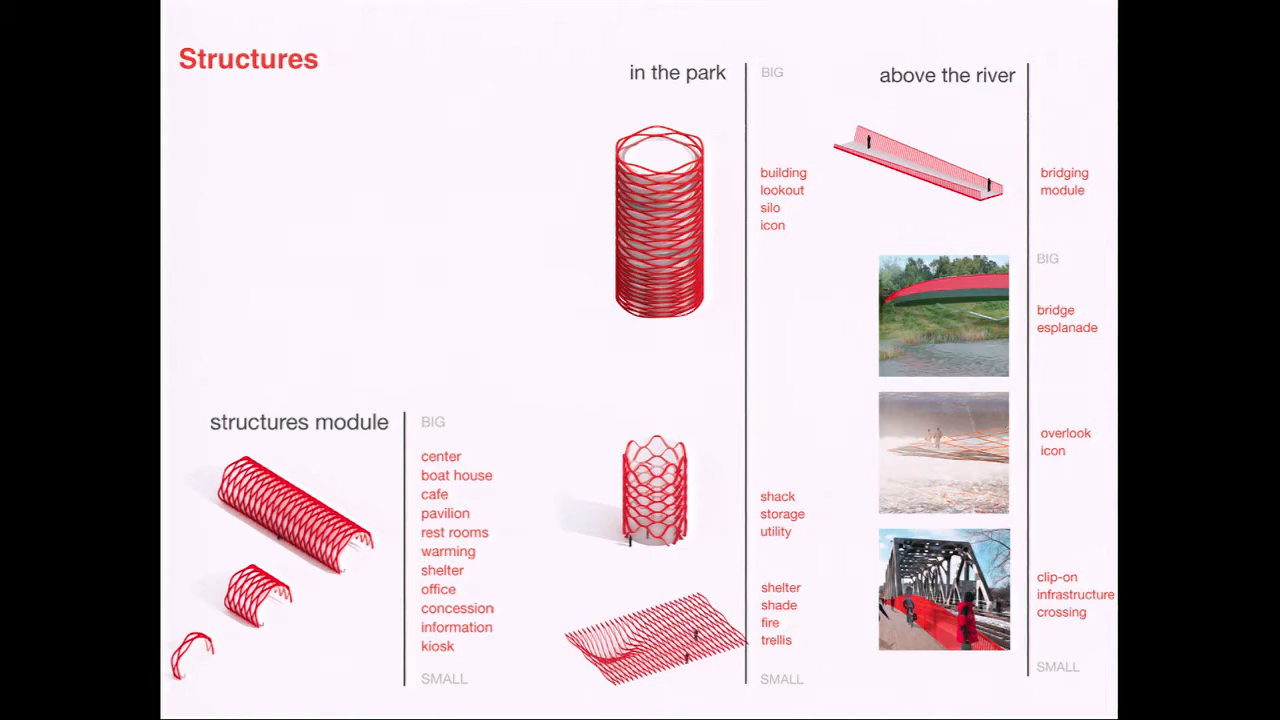 Structures
structures module
BIG
center
boat house
cafe
pavilion
rest rooms
warming
shelter
office
concession
information
kiosk
SMALL
in the park
BIG
building
lookout
silo
icon
shack
storage
utility
shelter
shade
fire
trellis
SMALL
above the river
bridging
module
BIG
bridge
esplanade
overlook
icon
clip-on
infrastructure
crossing
SMALL